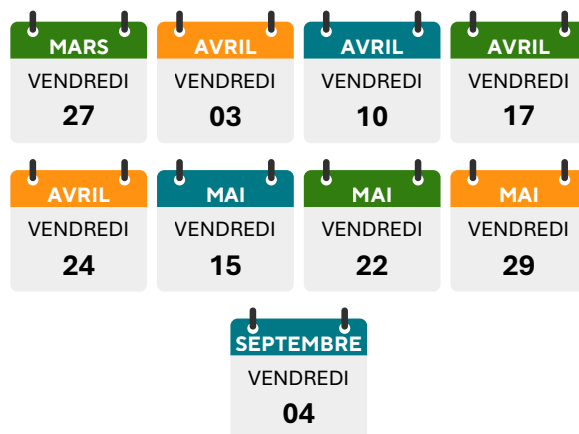 MARS
VENDREDI
27
AVRIL
VENDREDI
03
AVRIL
VENDREDI
10
AVRIL
VENDREDI
17
AVRIL
VENDREDI
24
MAI
VENDREDI
15
MAI
VENDREDI
22
MAI
VENDREDI
29
SEPTEMBRE
VENDREDI
04